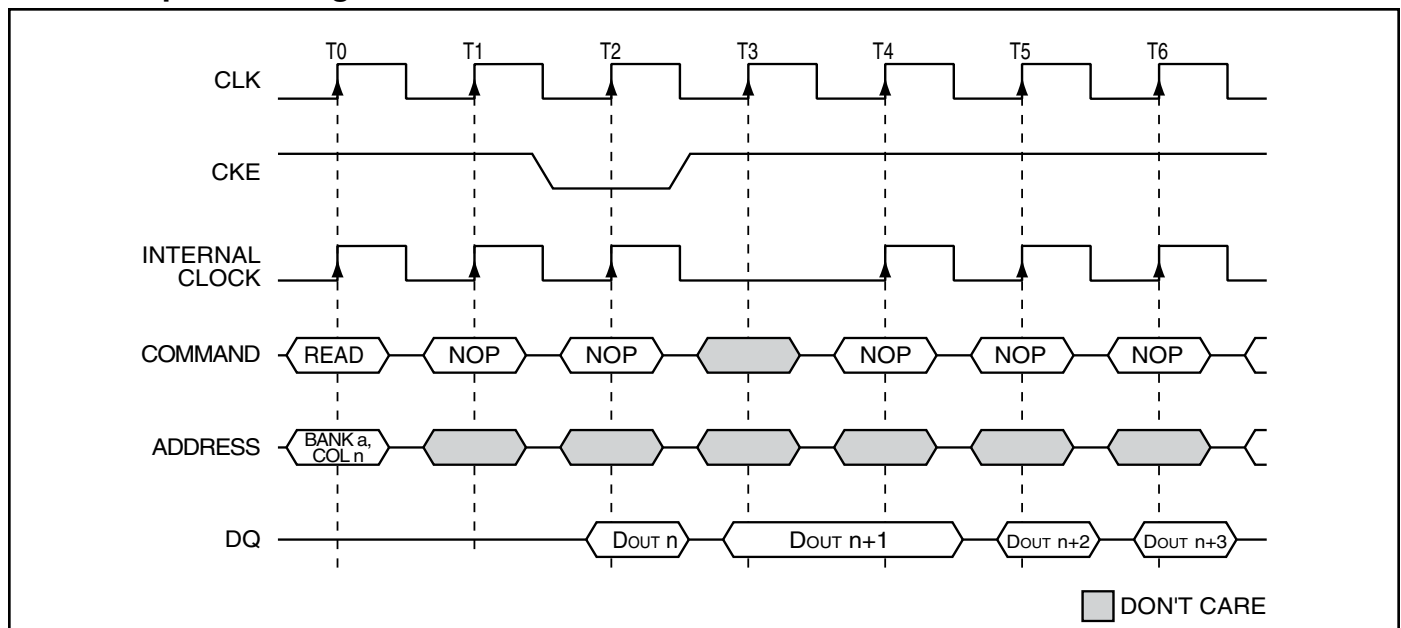 T0 T1 T2 T3 T4 T5 T6
CLK
CKE
INTERNAL
CLOCK
COMMAND READ NOP NOP NOP NOP NOP
ADDRESS BANK a,
COL n
DQ DOUT n DOUT n+1 DOUT n+2 DOUT n+3
DON'T CARE